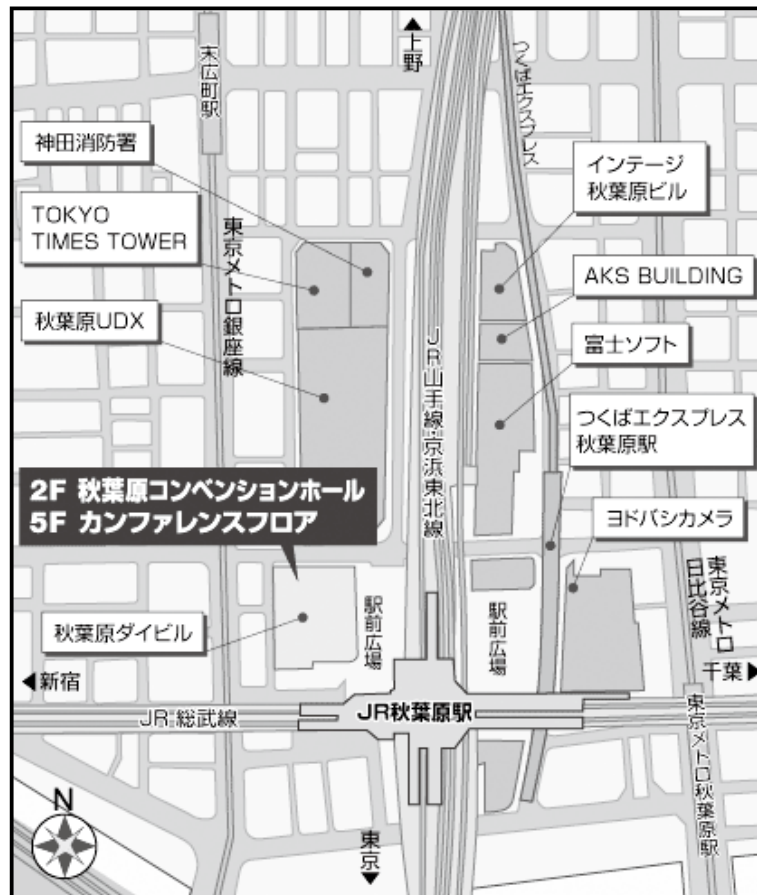 ▲上野
末広町駅
つくばエクスプレス
神田消防署
インテージ
秋葉原ビル
TOKYO
TIMES TOWER
東京メトロ銀座線
AKS BUILDING
秋葉原UDX
JR山手線・京浜東北線
富士ソフト
つくばエクスプレス
秋葉原駅
2F 秋葉原コンベンションホール
5F カンファレンスフロア
ヨドバシカメラ
東京メトロ
日比谷線
秋葉原ダイビル
駅前広場
駅前広場
◀新宿
千葉▶
JR秋葉原駅
JR 総武線
東京メトロ秋葉原駅
N
東京▼